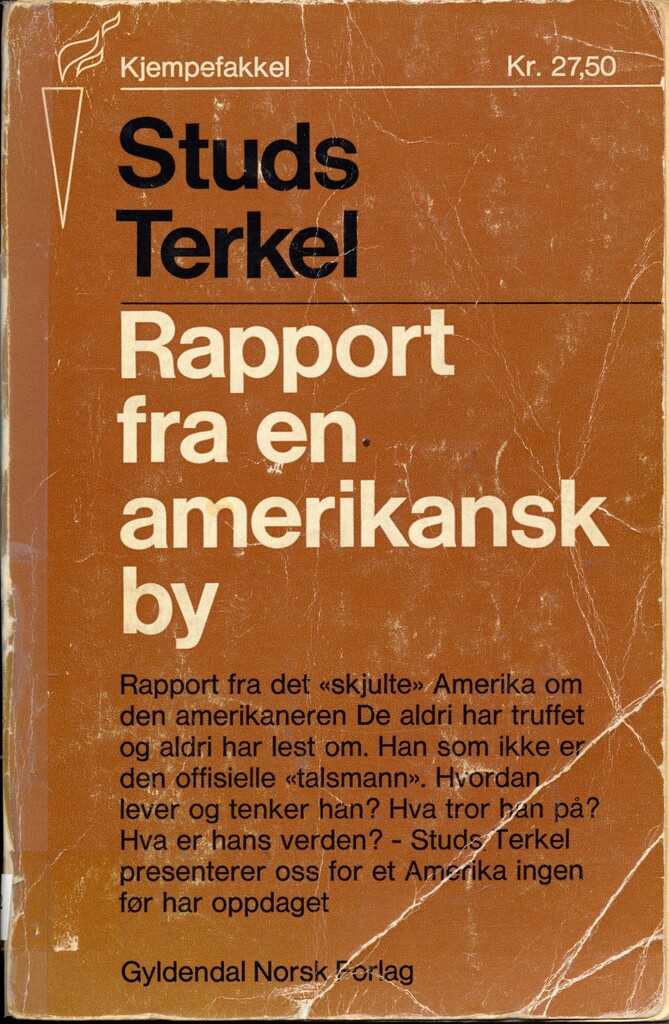 Kjempefakkel Kr. 27,50
Studs
Terkel
Rapport
fra en
amerikansk
by
Rapport fra det «skjulte» Amerika om
den amerikaneren De aldri har truffet
og aldri har lest om. Han som ikke er
den offisielle «talsmann». Hvordan
lever og tenker han? Hva tror han på?
Hva er hans verden? - Studs Terkel
presenterer oss for et Amerika ingen
før har oppdaget
Gyldendal Norsk Forlag